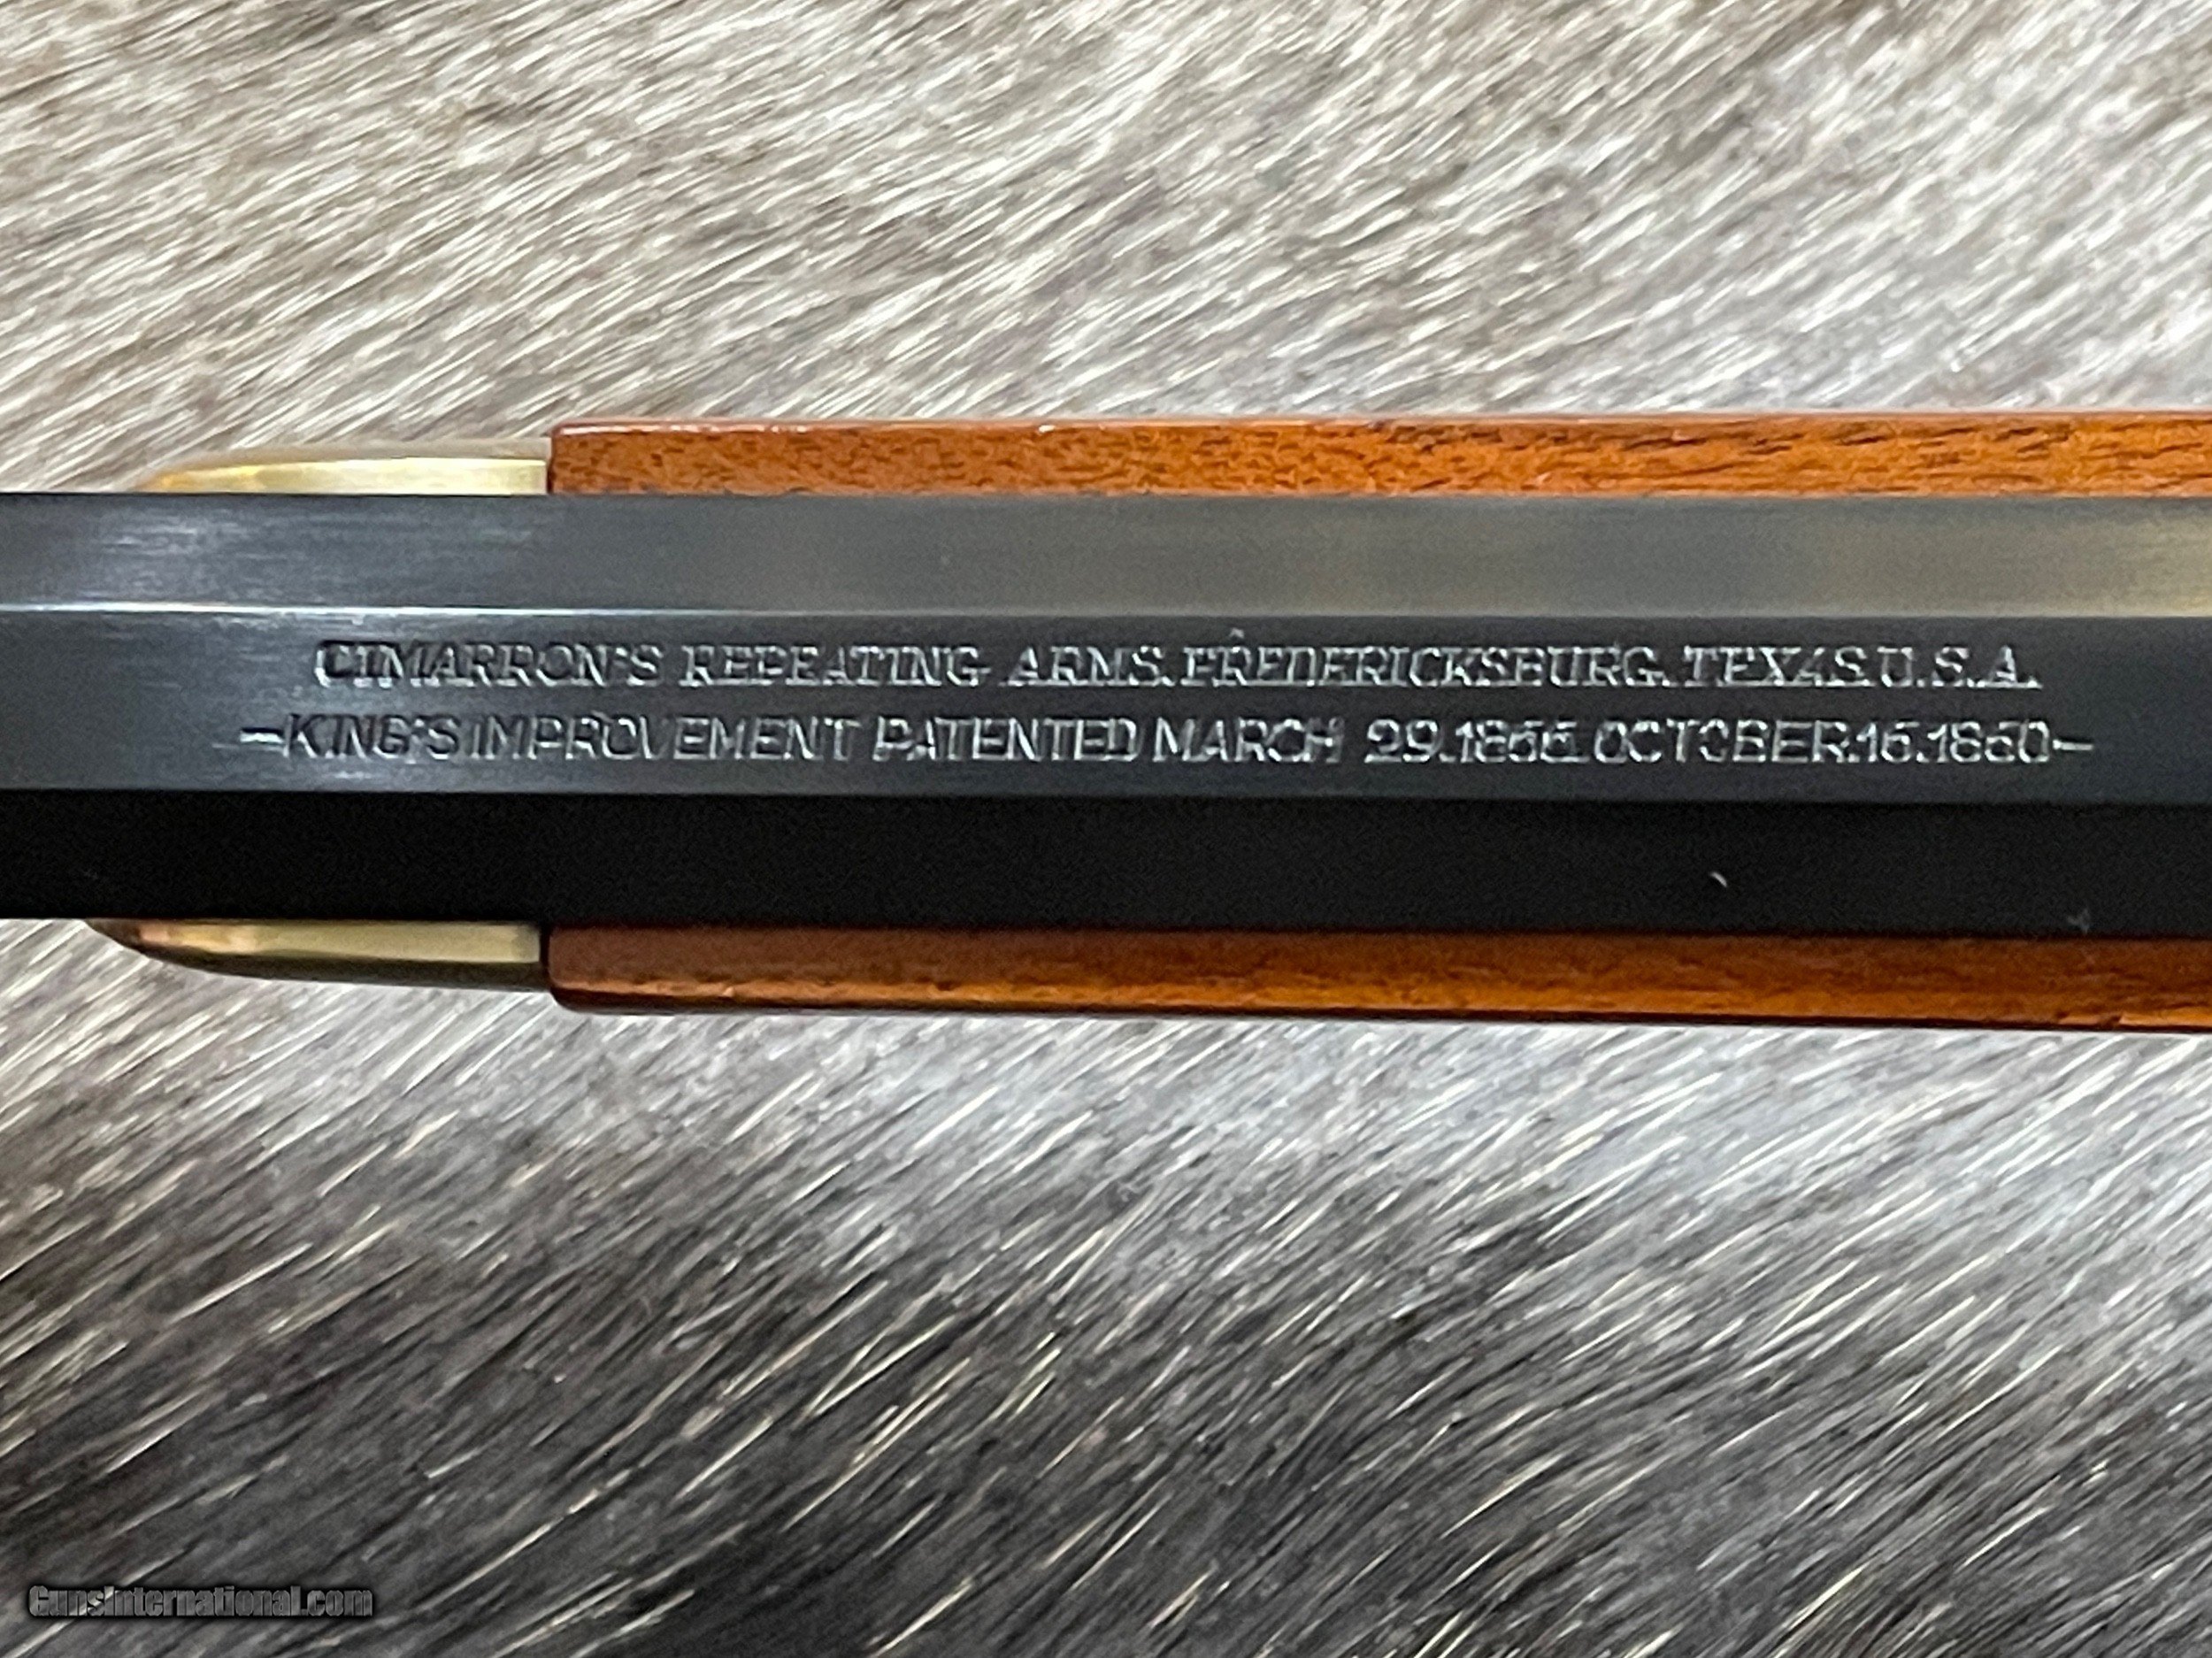 CIMARRON'S REPEATING ARMS. FREDERICKSBURG. TEXAS. U.S.A.
—KING'S IMPROVEMENT PATENTED MARCH 29.1866. OCTOBER.16.1860—
GunsInternational.com